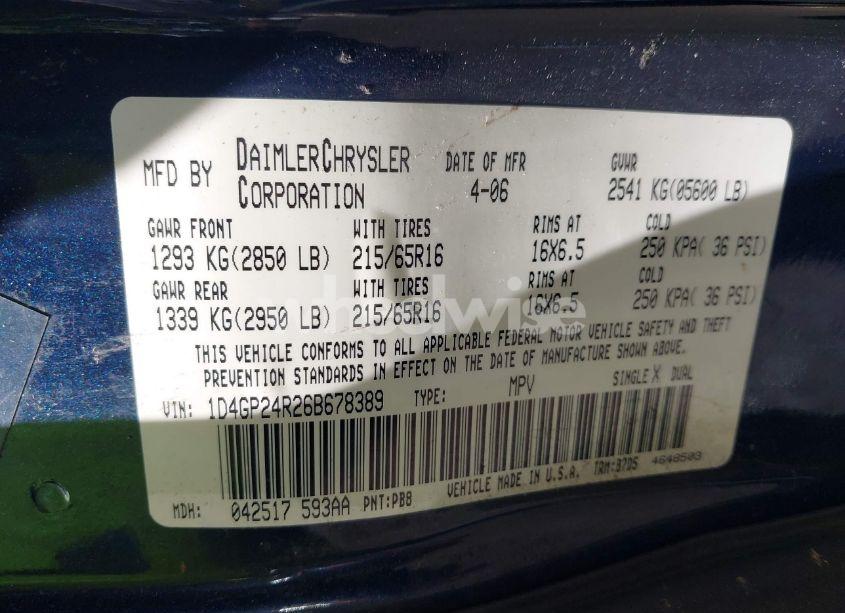 MFD BY DAIMLERCHRYSLER CORPORATION DATE OF MFR 4-06 GVWR 2541 KG(05600 LB)
GAWR FRONT WITH TIRES RIMS AT COLD
1293 KG(2850 LB) 215/65R16 16X6.5 250 KPA( 36 PSI)
GAWR REAR WITH TIRES RIMS AT COLD
1339 KG(2950 LB) 215/65R16 16X6.5 250 KPA( 36 PSI)
THIS VEHICLE CONFORMS TO ALL APPLICABLE FEDERAL MOTOR VEHICLE SAFETY AND THEFT
PREVENTION STANDARDS IN EFFECT ON THE DATE OF MANUFACTURE SHOWN ABOVE.
VIN: 1D4GP24R26B678389 TYPE: MPV SINGLE X DUAL
MDH: 042517 593AA PNT:PB8 VEHICLE MADE IN U.S.A. TRM:B7D5 4648503